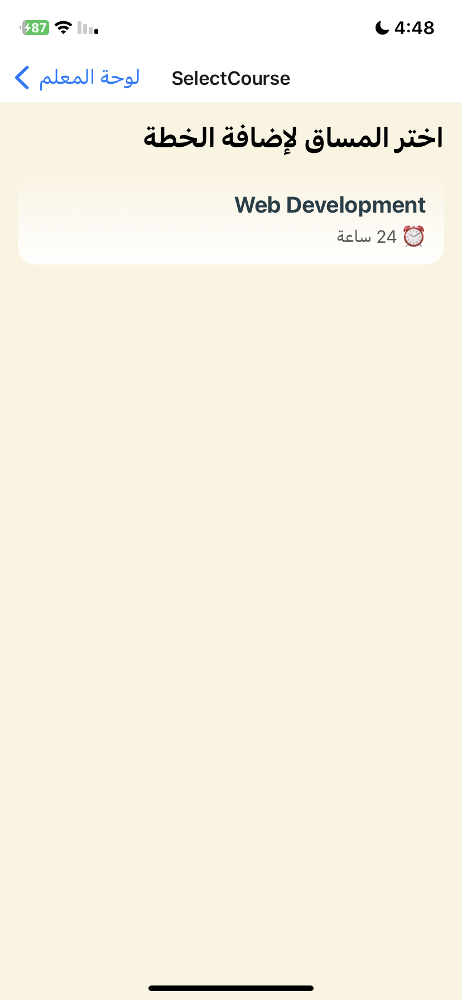 4:48
87
لوحة المعلم
SelectCourse
اختر المساق لإضافة الخطة
Web Development
⏰ 24 ساعة